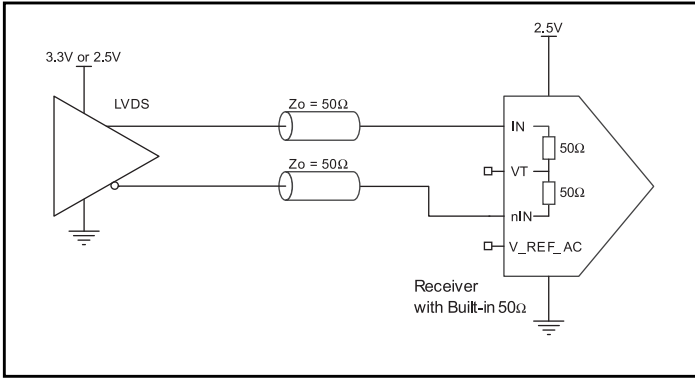 3.3V or 2.5V
LVDS
Zo = 50Ω
Zo = 50Ω
2.5V
IN
50Ω
VT
50Ω
nIN
V_REF_AC
Receiver
with Built-in 50Ω